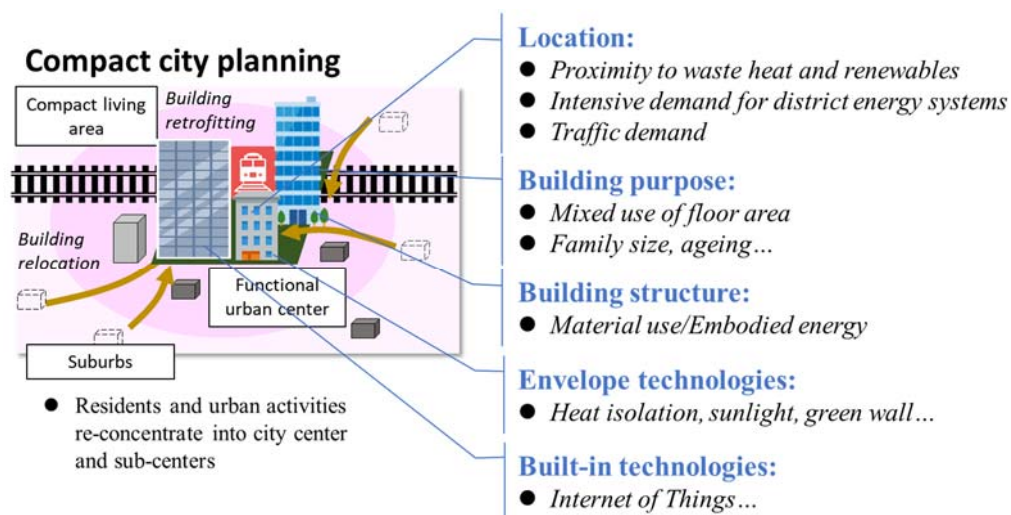 Compact city planning
Compact living
area
Building
retrofitting
Building
relocation
Functional
urban center
Suburbs
● Residents and urban activities
re-concentrate into city center
and sub-centers
Location:
● Proximity to waste heat and renewables
● Intensive demand for district energy systems
● Traffic demand
Building purpose:
● Mixed use of floor area
● Family size, ageing…
Building structure:
● Material use/Embodied energy
Envelope technologies:
● Heat isolation, sunlight, green wall…
Built-in technologies:
● Internet of Things…